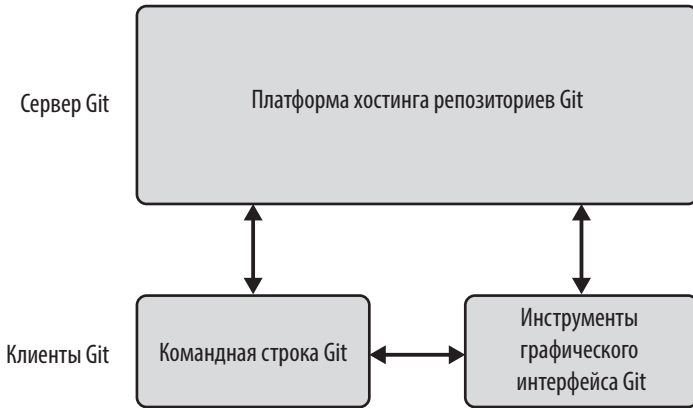 Сервер Git
Платформа хостинга репозиториев Git
Клиенты Git
Командная строка Git
Инструменты
графического
интерфейса Git